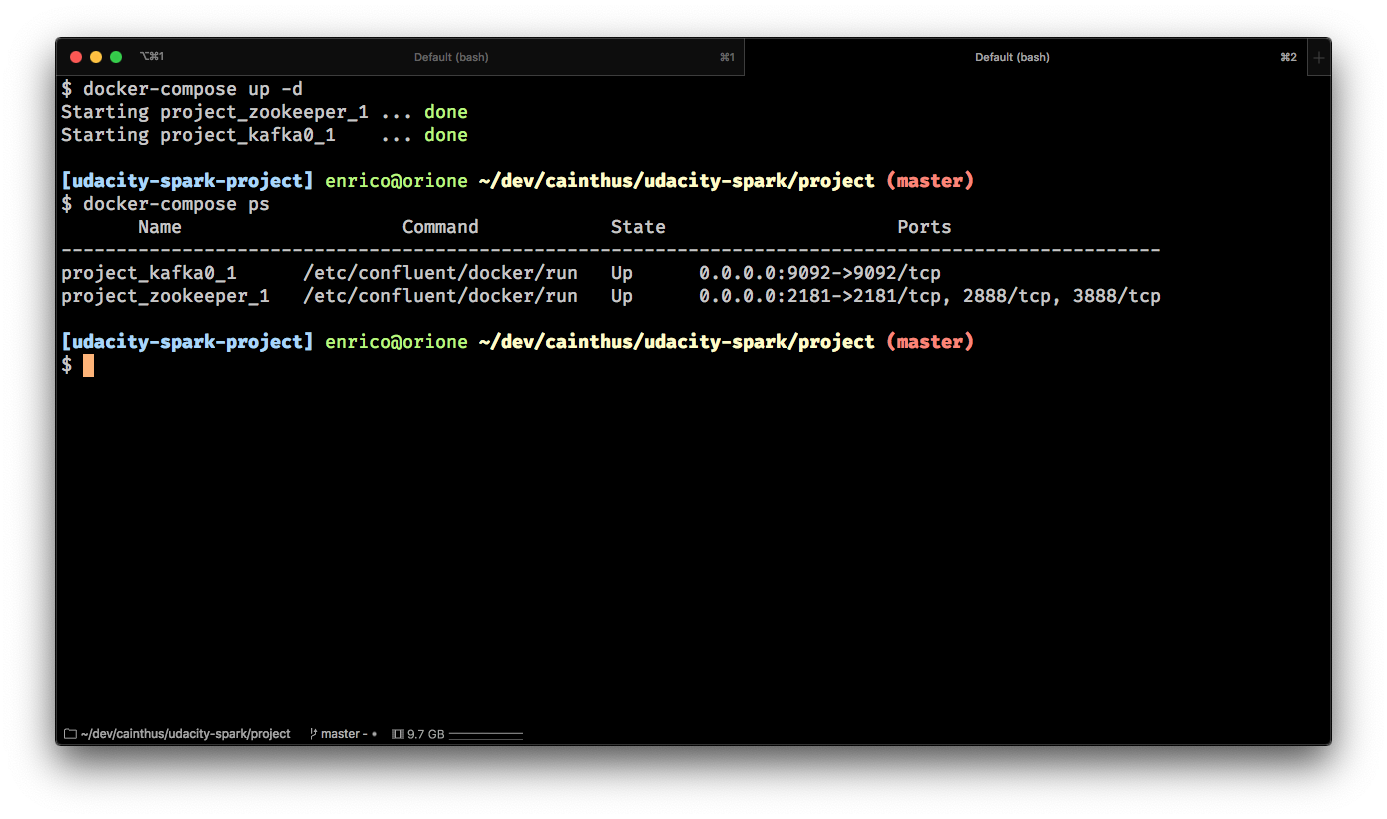 ⌥⌘1 Default (bash) ⌘1 Default (bash) ⌘2 +
$ docker-compose up -d
Starting project_zookeeper_1 ... done
Starting project_kafka0_1    ... done
[udacity-spark-project] enrico@orione ~/dev/cainthus/udacity-spark/project (master)
$ docker-compose ps
       Name                    Command            State                     Ports
----------------------------------------------------------------------------------------------------
project_kafka0_1      /etc/confluent/docker/run   Up      0.0.0.0:9092->9092/tcp
project_zookeeper_1   /etc/confluent/docker/run   Up      0.0.0.0:2181->2181/tcp, 2888/tcp, 3888/tcp
[udacity-spark-project] enrico@orione ~/dev/cainthus/udacity-spark/project (master)
$
~/dev/cainthus/udacity-spark/project master - • 9.7 GB